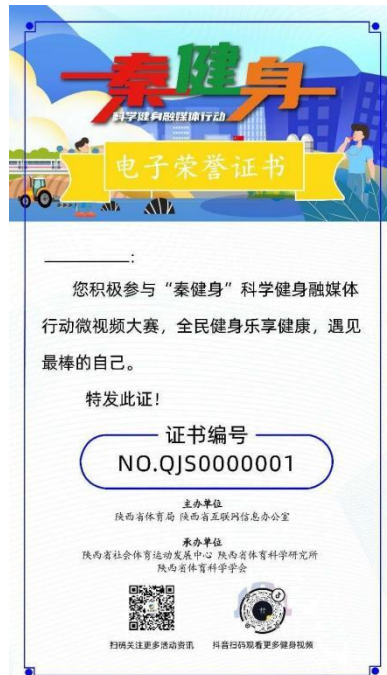 秦健身
科学健身融媒体行动
电子荣誉证书
:
您积极参与“秦健身”科学健身融媒体
行动微视频大赛，全民健身乐享健康，遇见
最棒的自己。
特发此证！
证书编号
NO.QJS0000001
主办单位
陕西省体育局 陕西省互联网信息办公室
承办单位
陕西省社会体育运动发展中心 陕西省体育科学研究所
陕西省体育科学学会
扫码关注更多活动资讯 抖音扫码观看更多健身视频